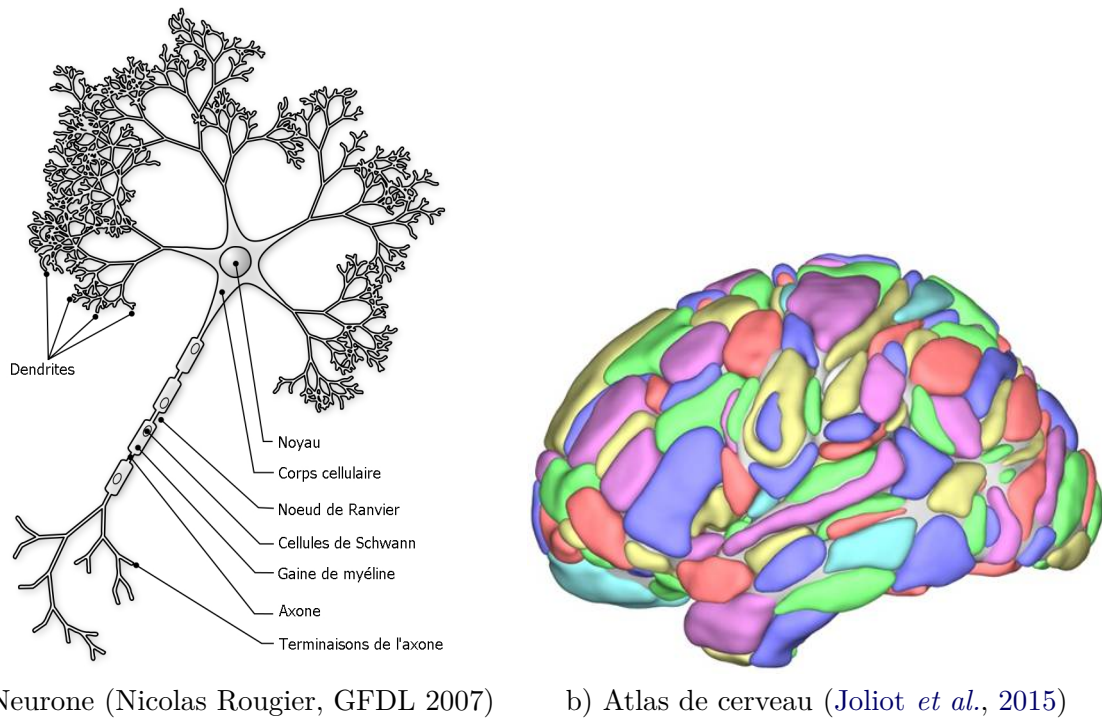 Dendrites
Noyau
Corps cellulaire
Noeud de Ranvier
Cellules de Schwann
Gaine de myéline
Axone
Terminaisons de l'axone
Neurone (Nicolas Rougier, GFDL 2007)
b) Atlas de cerveau (Joliot et al., 2015)